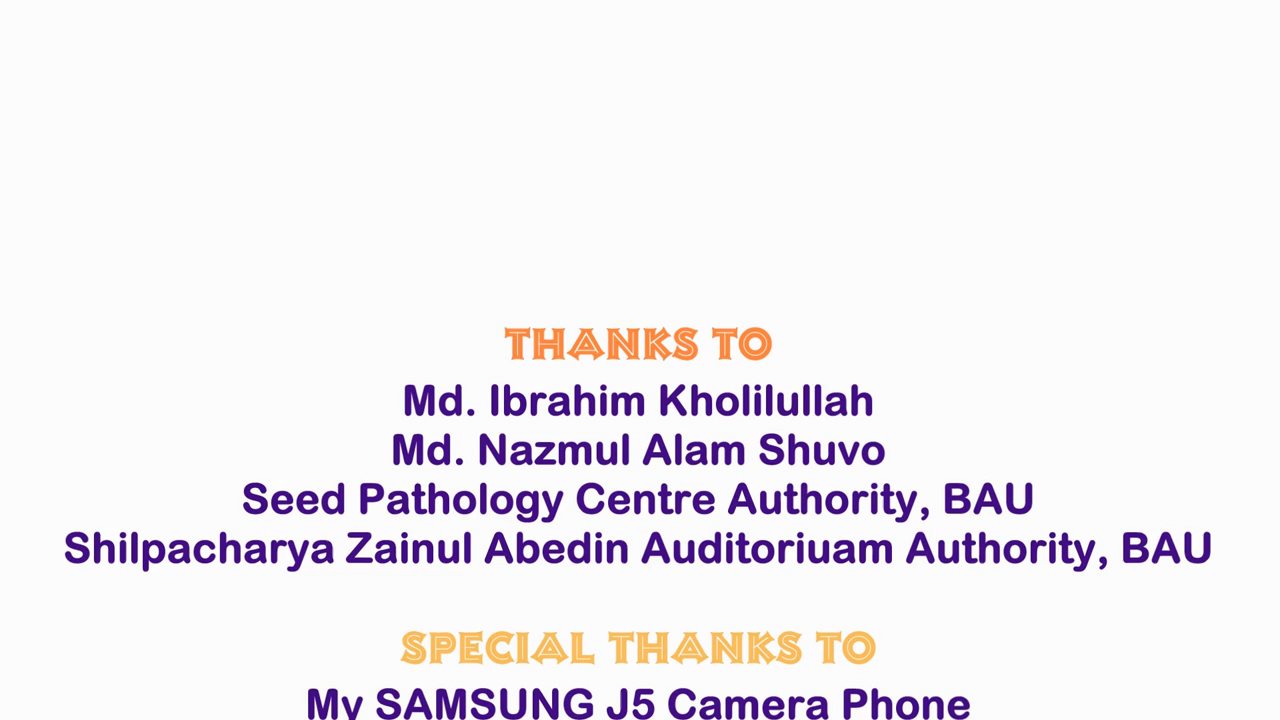 THANKS TO
Md. Ibrahim Kholilullah
Md. Nazmul Alam Shuvo
Seed Pathology Centre Authority, BAU
Shilpacharya Zainul Abedin Auditoriuam Authority, BAU
SPECIAL THANKS TO
My SAMSUNG J5 Camera Phone